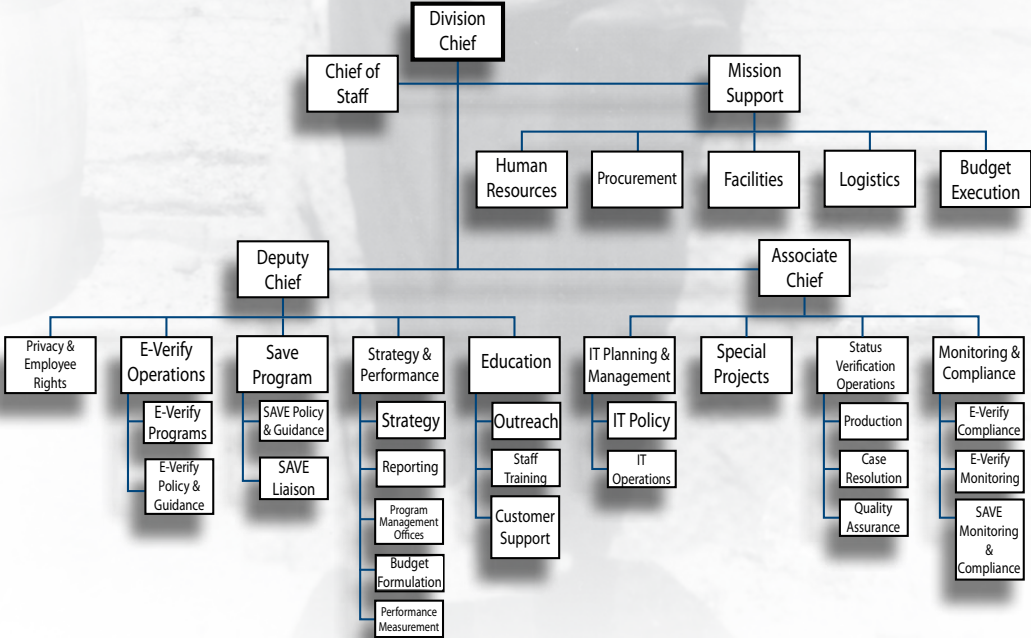 Division
Chief
Chief of
Staff
Mission
Support
Human
Resources
Procurement
Facilities
Logistics
Budget
Execution
Deputy
Chief
Associate
Chief
Privacy &
Employee
Rights
E-Verify
Operations
E-Verify
Programs
E-Verify
Policy &
Guidance
Save
Program
SAVE Policy
& Guidance
SAVE
Liaison
Strategy &
Performance
Strategy
Reporting
Program
Management
Offices
Budget
Formulation
Performance
Measurement
Education
Outreach
Staff
Training
Customer
Support
IT Planning &
Management
IT Policy
IT
Operations
Special
Projects
Status
Verification
Operations
Production
Case
Resolution
Quality
Assurance
Monitoring &
Compliance
E-Verify
Compliance
E-Verify
Monitoring
SAVE
Monitoring
&
Compliance